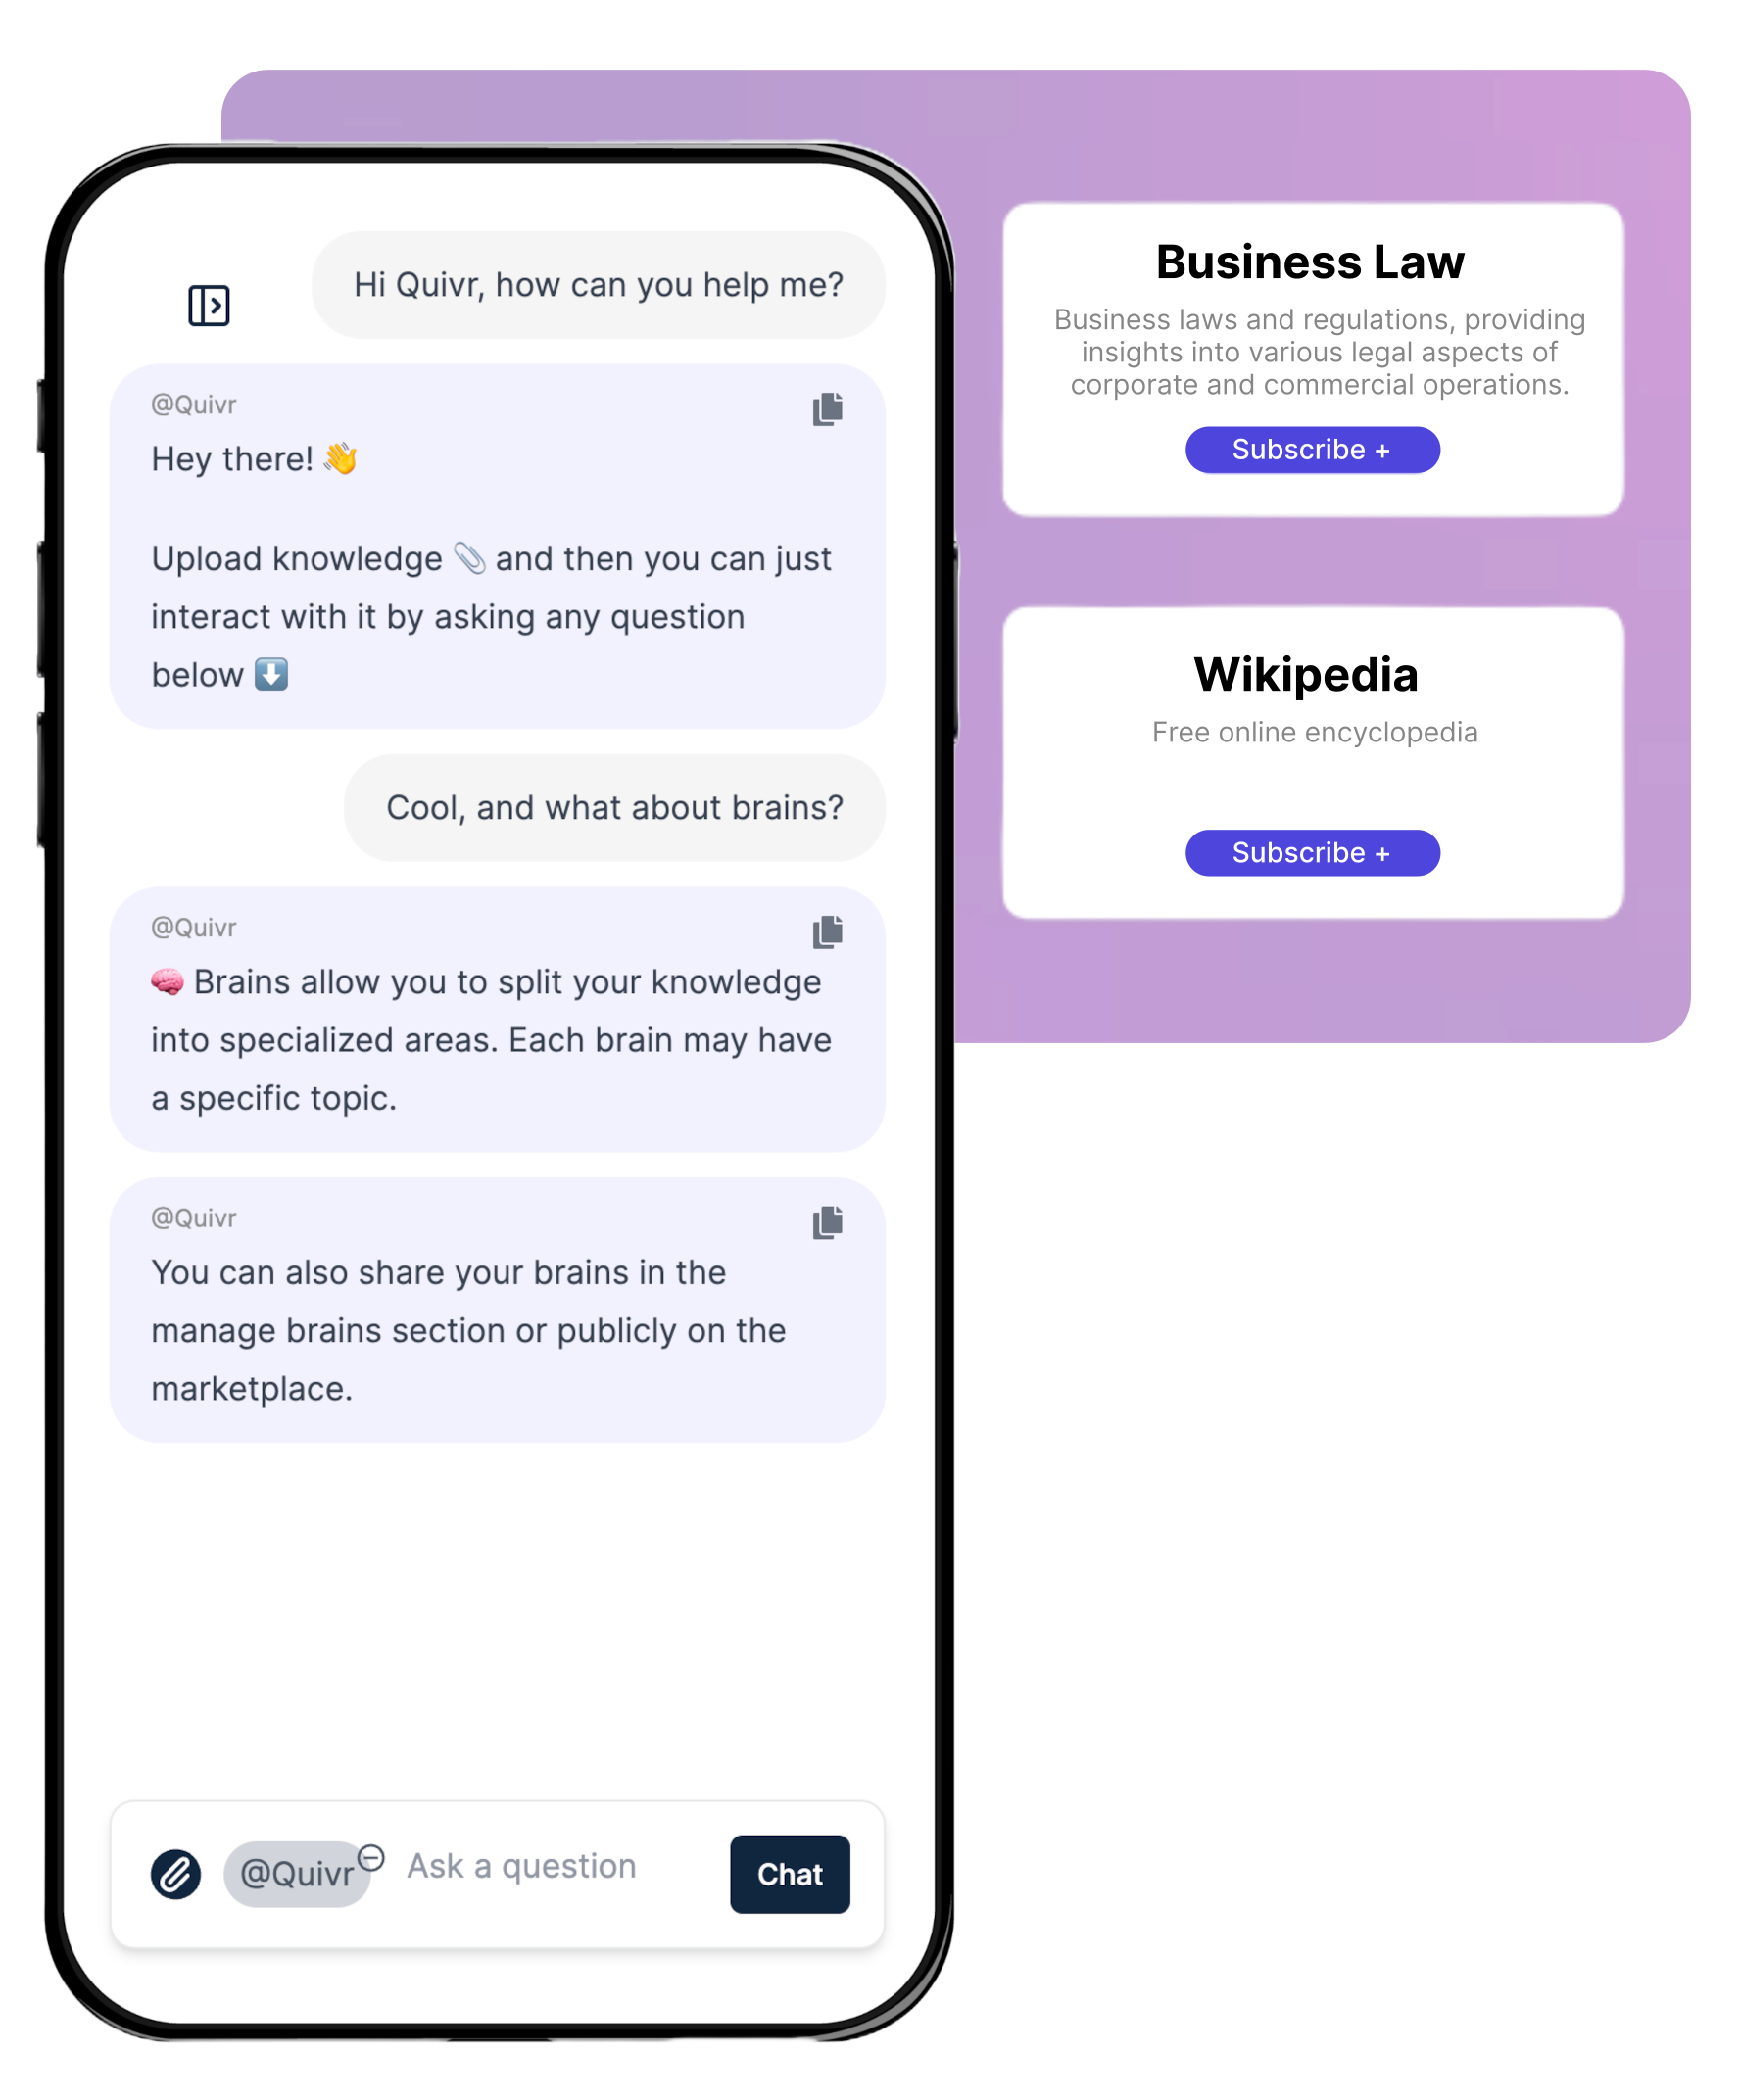 Hi Quivr, how can you help me?
@Quivr
Hey there! 👋
Upload knowledge 📎 and then you can just
interact with it by asking any question
below ⬇️
Cool, and what about brains?
@Quivr
🧠 Brains allow you to split your knowledge
into specialized areas. Each brain may have
a specific topic.
@Quivr
You can also share your brains in the
manage brains section or publicly on the
marketplace.
@Quivr Ask a question Chat
Business Law
Business laws and regulations, providing
insights into various legal aspects of
corporate and commercial operations.
Subscribe +
Wikipedia
Free online encyclopedia
Subscribe +